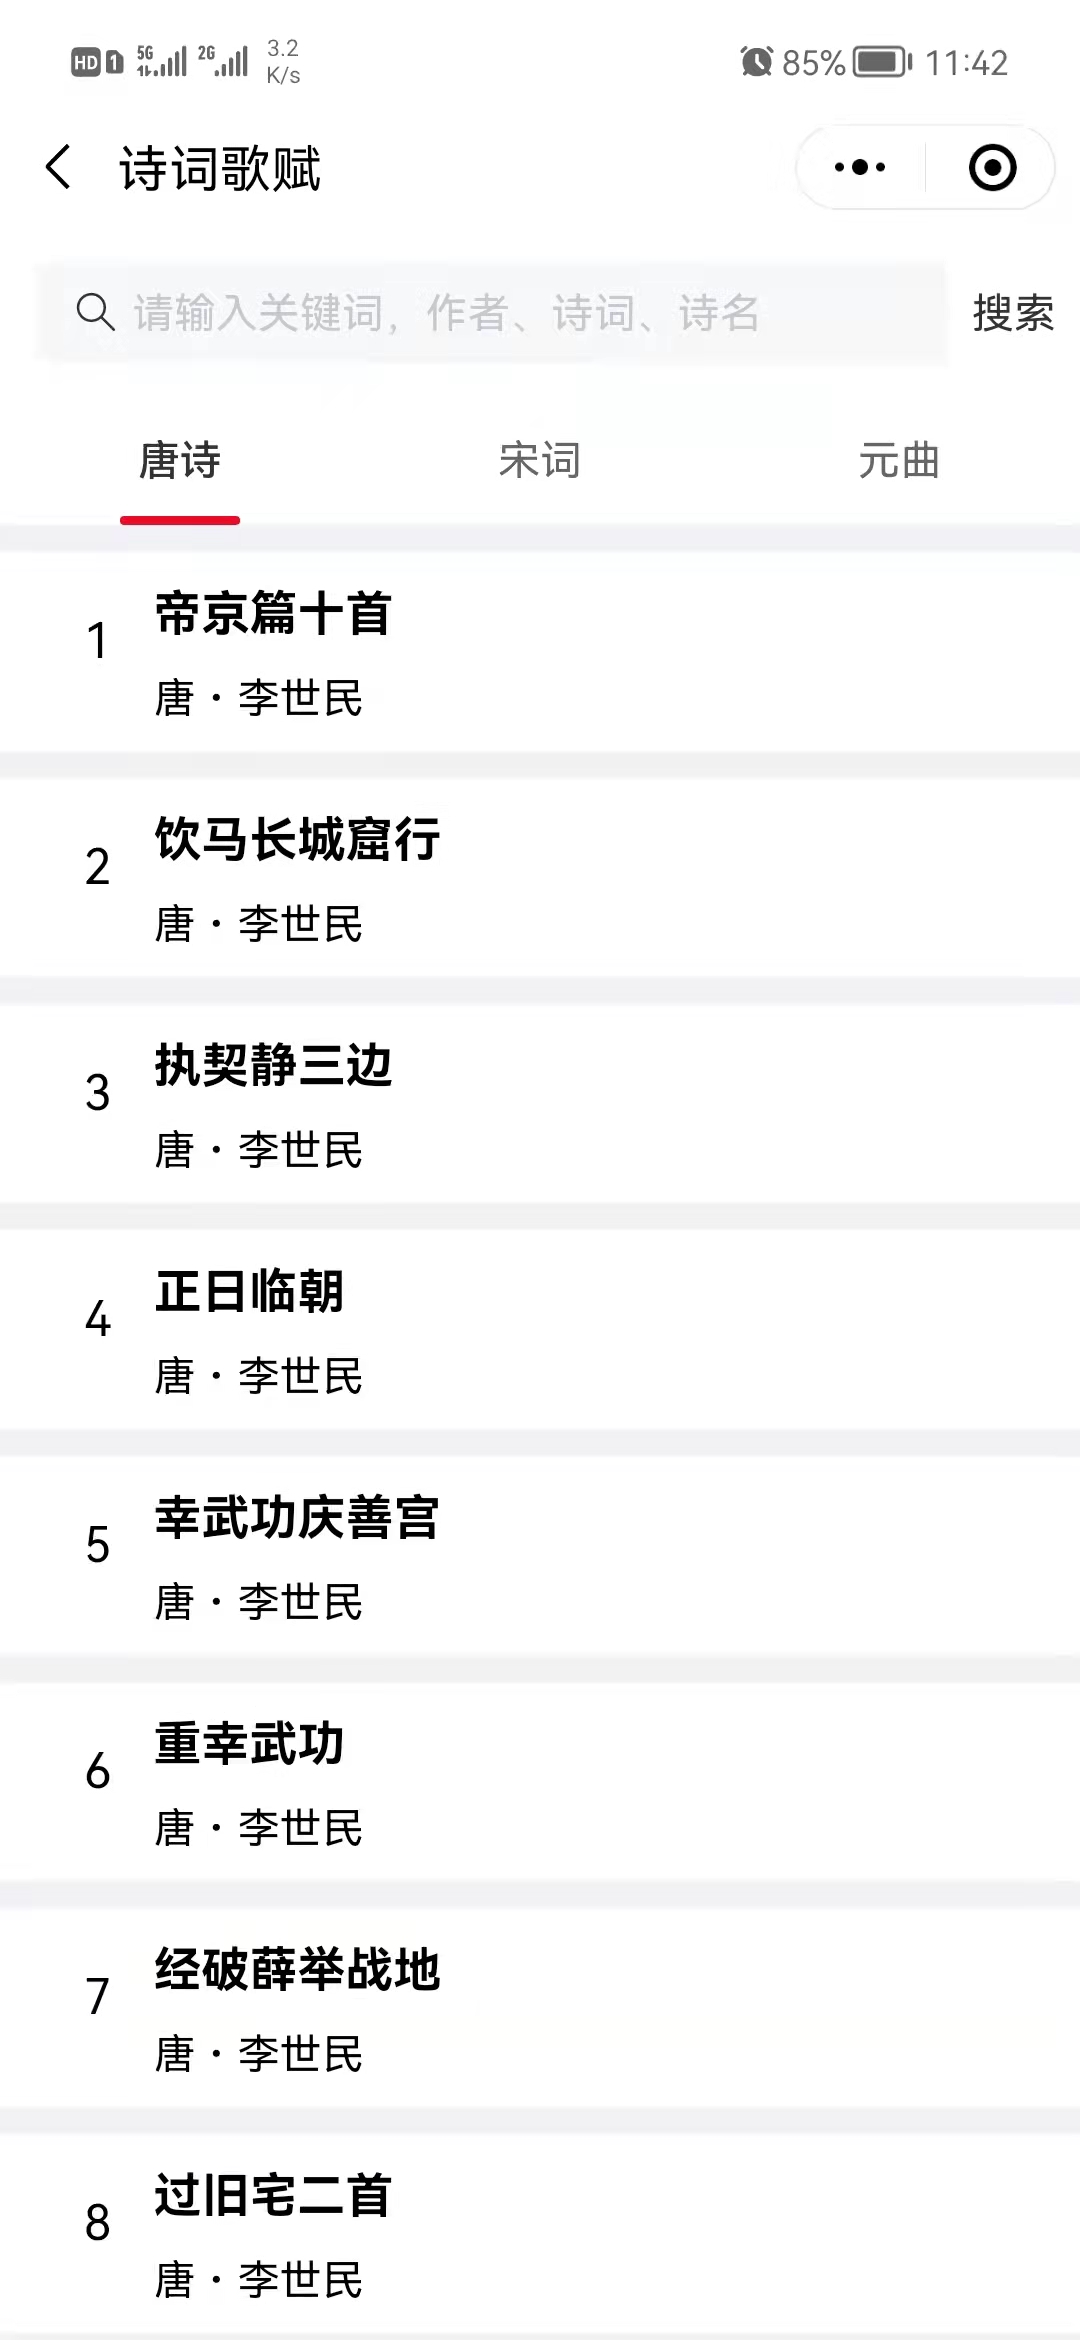 HD 1 5G 2G 3.2 K/s 85% 11:42
诗词歌赋
请输入关键词，作者、诗词、诗名 搜索
唐诗 宋词 元曲
1 帝京篇十首
唐·李世民
2 饮马长城窟行
唐·李世民
3 执契静三边
唐·李世民
4 正日临朝
唐·李世民
5 幸武功庆善宫
唐·李世民
6 重幸武功
唐·李世民
7 经破薛举战地
唐·李世民
8 过旧宅二首
唐·李世民